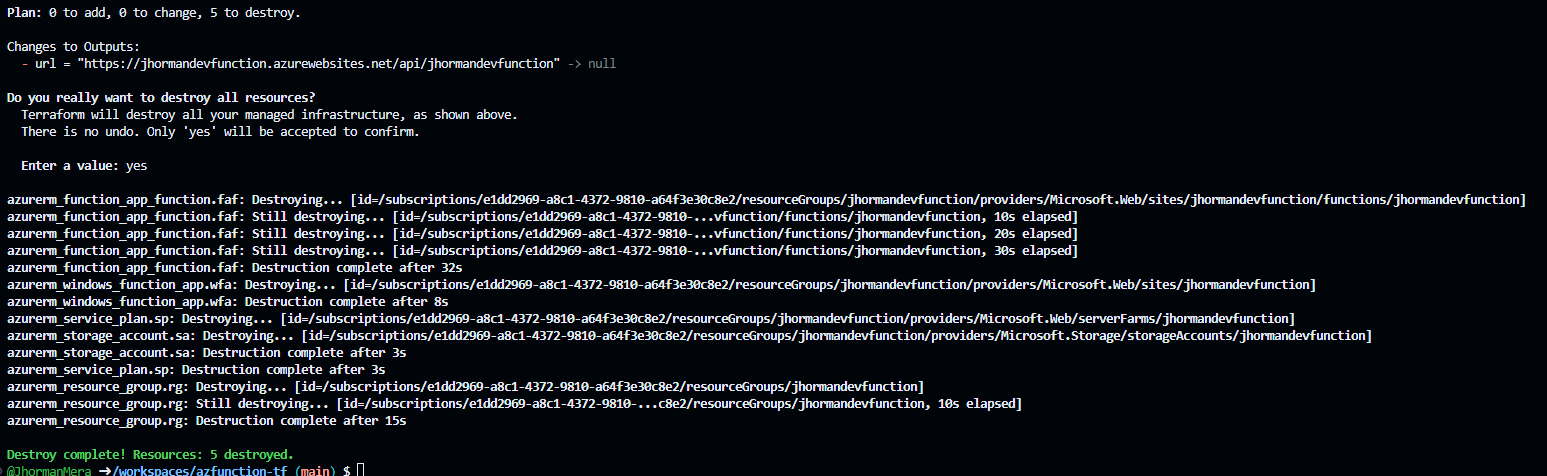 Plan: 0 to add, 0 to change, 5 to destroy.
Changes to Outputs:
- url = "https://jhormandevfunction.azurewebsites.net/api/jhormandevfunction" -> null
Do you really want to destroy all resources?
Terraform will destroy all your managed infrastructure, as shown above.
There is no undo. Only 'yes' will be accepted to confirm.
Enter a value: yes
azurerm_function_app_function.faf: Destroying... [id=/subscriptions/e1dd2969-a8c1-4372-9810-a64f3e30c8e2/resourceGroups/jhormandevfunction/providers/Microsoft.Web/sites/jhormandevfunction/functions/jhormandevfunction]
azurerm_function_app_function.faf: Still destroying... [id=/subscriptions/e1dd2969-a8c1-4372-9810-...vfunction/functions/jhormandevfunction, 10s elapsed]
azurerm_function_app_function.faf: Still destroying... [id=/subscriptions/e1dd2969-a8c1-4372-9810-...vfunction/functions/jhormandevfunction, 20s elapsed]
azurerm_function_app_function.faf: Still destroying... [id=/subscriptions/e1dd2969-a8c1-4372-9810-...vfunction/functions/jhormandevfunction, 30s elapsed]
azurerm_function_app_function.faf: Destruction complete after 32s
azurerm_windows_function_app.wfa: Destroying... [id=/subscriptions/e1dd2969-a8c1-4372-9810-a64f3e30c8e2/resourceGroups/jhormandevfunction/providers/Microsoft.Web/sites/jhormandevfunction]
azurerm_windows_function_app.wfa: Destruction complete after 8s
azurerm_service_plan.sp: Destroying... [id=/subscriptions/e1dd2969-a8c1-4372-9810-a64f3e30c8e2/resourceGroups/jhormandevfunction/providers/Microsoft.Web/serverFarms/jhormandevfunction]
azurerm_storage_account.sa: Destroying... [id=/subscriptions/e1dd2969-a8c1-4372-9810-a64f3e30c8e2/resourceGroups/jhormandevfunction/providers/Microsoft.Storage/storageAccounts/jhormandevfunction]
azurerm_storage_account.sa: Destruction complete after 3s
azurerm_service_plan.sp: Destruction complete after 3s
azurerm_resource_group.rg: Destroying... [id=/subscriptions/e1dd2969-a8c1-4372-9810-a64f3e30c8e2/resourceGroups/jhormandevfunction]
azurerm_resource_group.rg: Still destroying... [id=/subscriptions/e1dd2969-a8c1-4372-9810-...c8e2/resourceGroups/jhormandevfunction, 10s elapsed]
azurerm_resource_group.rg: Destruction complete after 15s
Destroy complete! Resources: 5 destroyed.
@JhormanMera ➜/workspaces/azfunction-tf (main) $